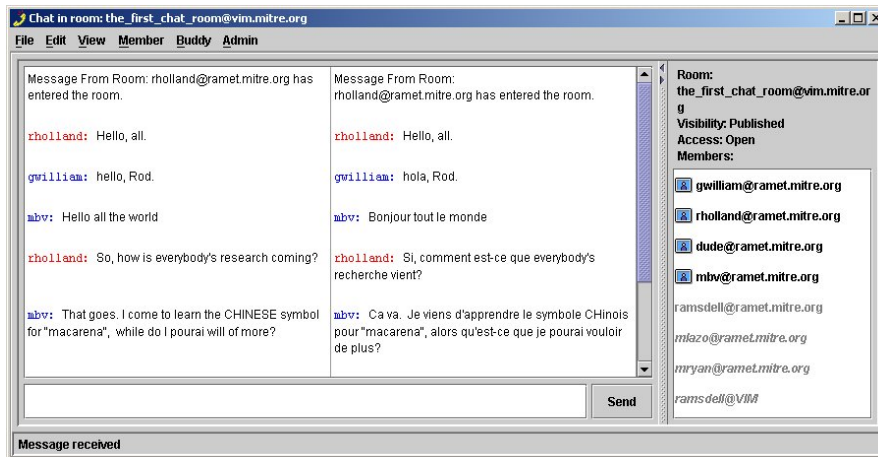 Chat in room: the_first_chat_room@vim.mitre.org
File Edit View Member Buddy Admin
Message From Room: rholland@ramet.mitre.org has
entered the room.
rholland: Hello, all.
gwilliam: hello, Rod.
mbv: Hello all the world
rholland: So, how is everybody's research coming?
mbv: That goes. I come to learn the CHINESE symbol
for "macarena", while do I pourai will of more?
Message From Room:
rholland@ramet.mitre.org has entered the room.
rholland: Hello, all.
gwilliam: hola, Rod.
mbv: Bonjour tout le monde
rholland: Si, comment est-ce que everybody's
recherche vient?
mbv: Ca va. Je viens d'apprendre le symbole CHinois
pour "macarena", alors qu'est-ce que je pourai vouloir
de plus?
Send
Room:
the_first_chat_room@vim.mitre.or
g
Visibility: Published
Access: Open
Members:
gwilliam@ramet.mitre.org
rholland@ramet.mitre.org
dude@ramet.mitre.org
mbv@ramet.mitre.org
ramsdell@ramet.mitre.org
mlazo@ramet.mitre.org
mryan@ramet.mitre.org
ramsdell@VIM
Message received